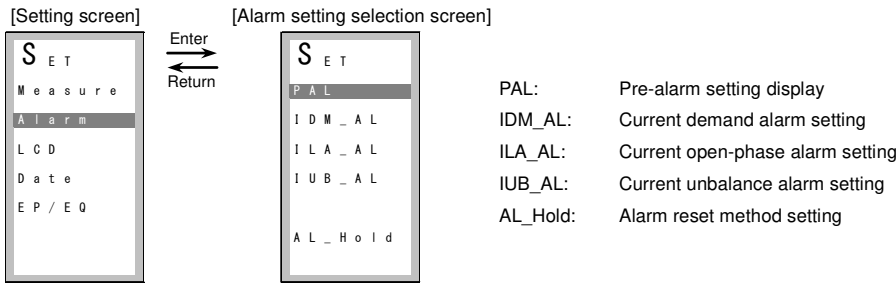 [Setting screen]
Enter
Return
SET
Measure
Alarm
LCD
Date
EP/EQ
[Alarm setting selection screen]
SET
PAL
IDM_AL
ILA_AL
IUB_AL
AL_Hold
PAL: Pre-alarm setting display
IDM_AL: Current demand alarm setting
ILA_AL: Current open-phase alarm setting
IUB_AL: Current unbalance alarm setting
AL_Hold: Alarm reset method setting